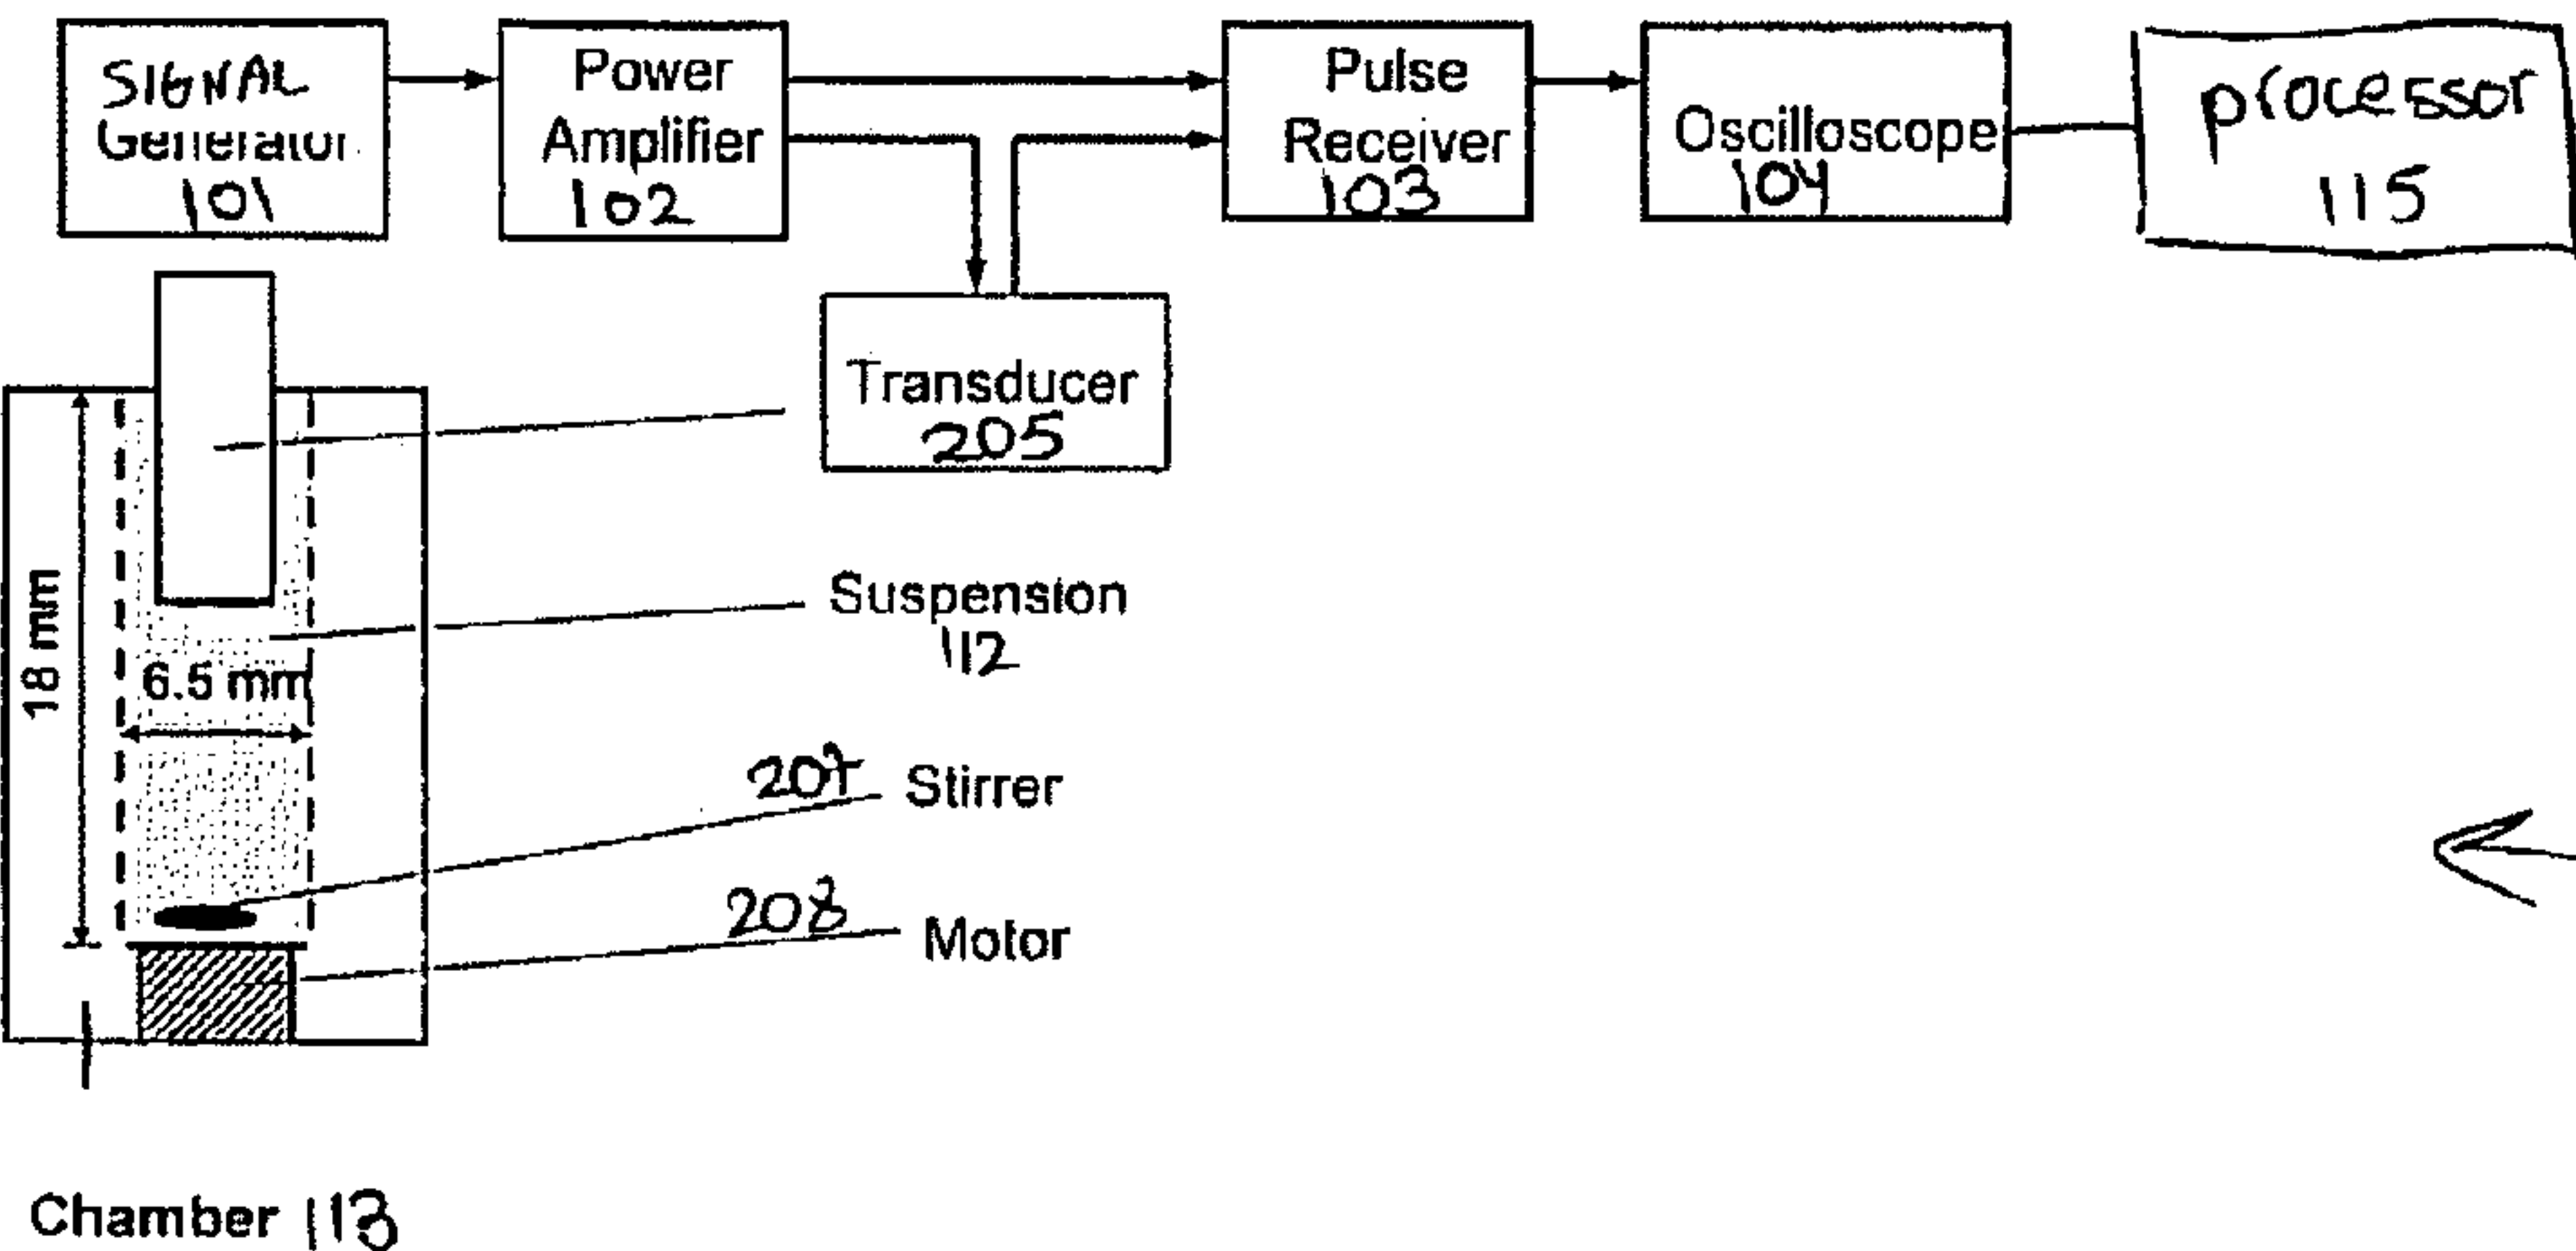 SIGNAL
Generator
101
Power
Amplifier
102
Pulse
Receiver
103
Oscilloscope
104
processor
115
Transducer
205
18 mm
Suspension
112
6.5 mm
207 Stirrer
208 Motor
Chamber 113